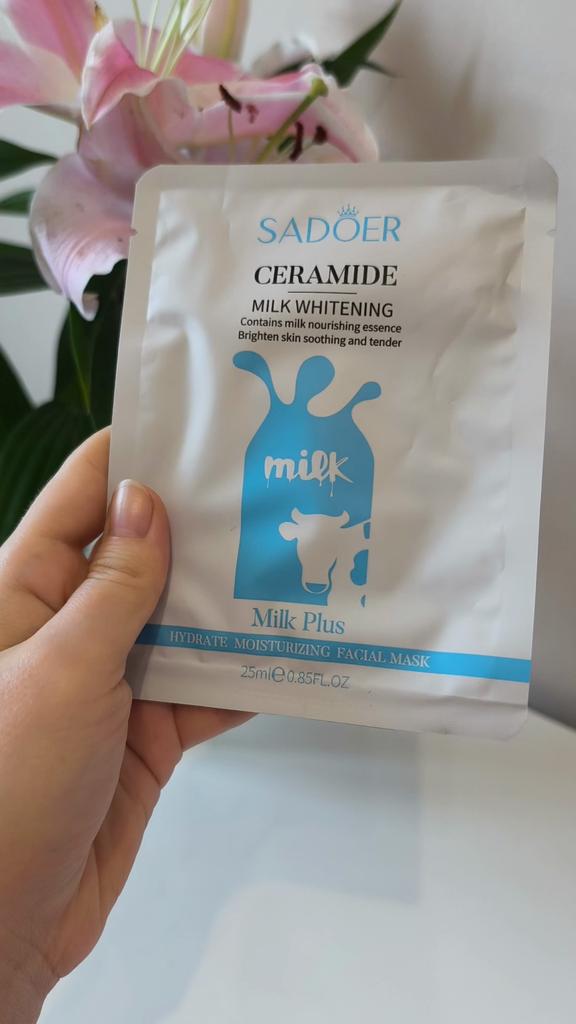 SADOER
CERAMIDE
MILK WHITENING
Contains milk nourishing essence
Brighten skin soothing and tender
milk
Milk Plus
HYDRATE MOISTURIZING FACIAL MASK
25ml℮0.85FL.OZ